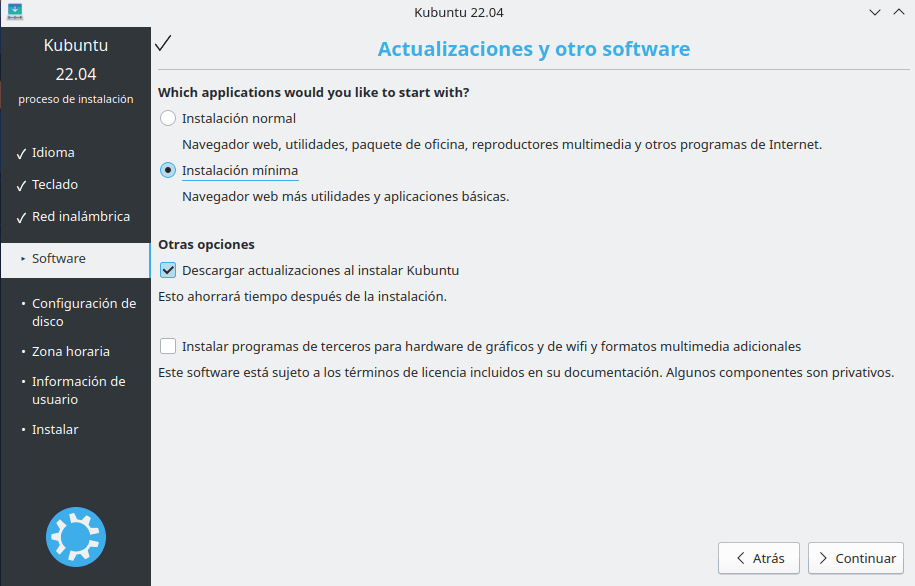 Kubuntu 22.04
Kubuntu
22.04
proceso de instalación
Idioma
Teclado
Red inalámbrica
Software
Configuración de
disco
Zona horaria
Información de
usuario
Instalar
Actualizaciones y otro software
Which applications would you like to start with?
Instalación normal
Navegador web, utilidades, paquete de oficina, reproductores multimedia y otros programas de Internet.
Instalación mínima
Navegador web más utilidades y aplicaciones básicas.
Otras opciones
Descargar actualizaciones al instalar Kubuntu
Esto ahorrará tiempo después de la instalación.
Instalar programas de terceros para hardware de gráficos y de wifi y formatos multimedia adicionales
Este software está sujeto a los términos de licencia incluidos en su documentación. Algunos componentes son privativos.
Atrás
Continuar